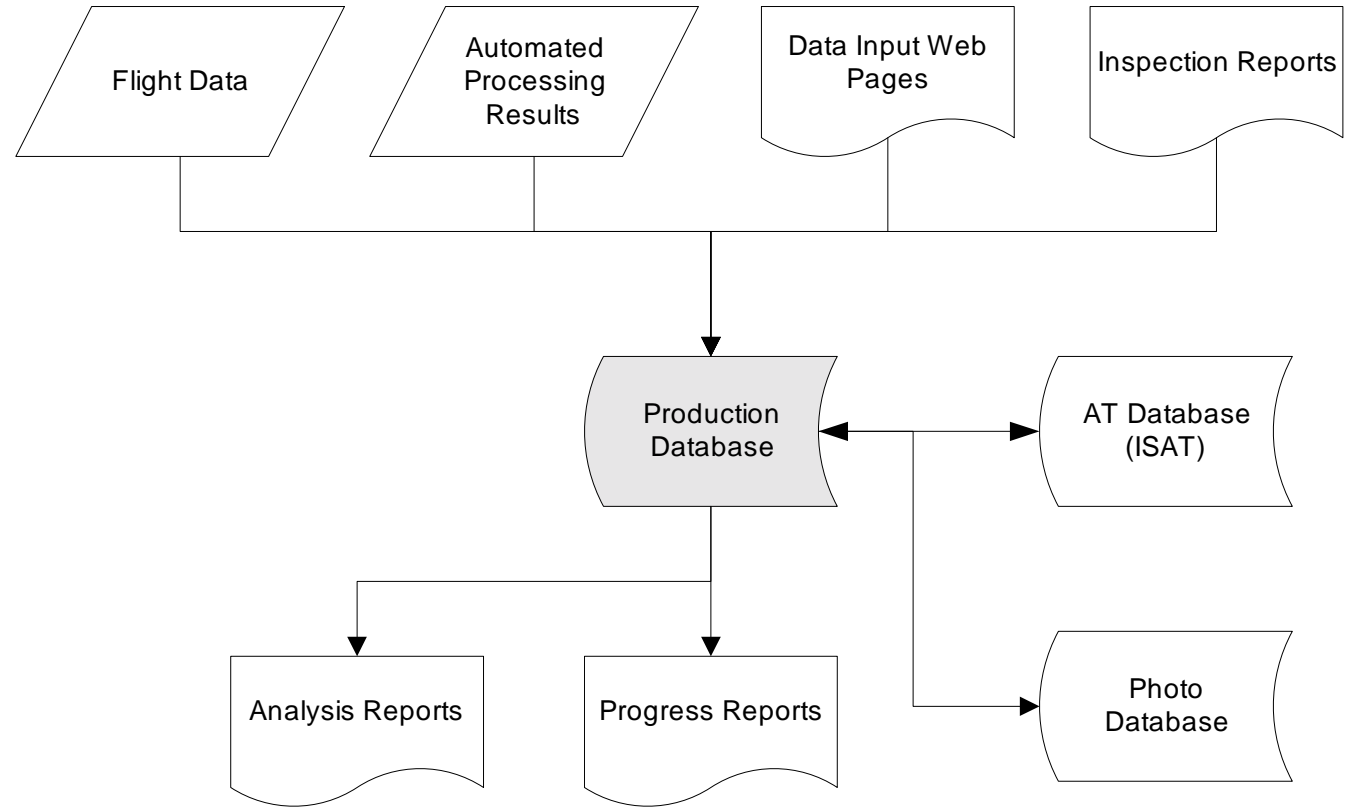 Flight Data
Automated
Processing
Results
Data Input Web
Pages
Inspection Reports
Production
Database
AT Database
(ISAT)
Analysis Reports
Progress Reports
Photo
Database